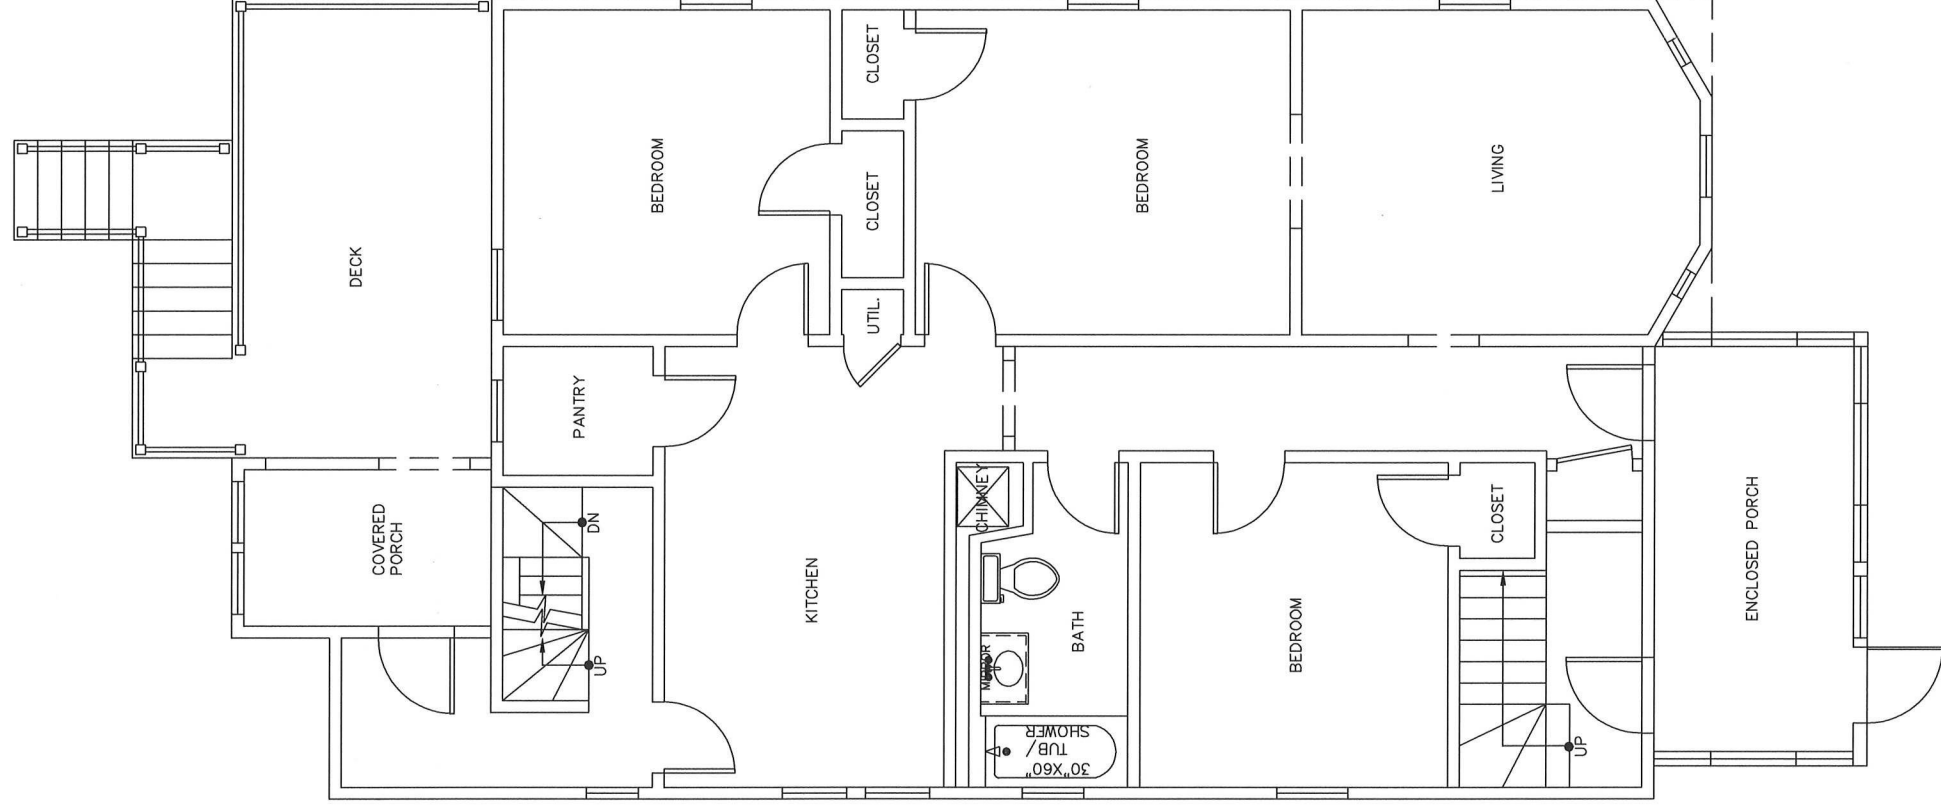 CLOSET
BEDROOM
CLOSET
BEDROOM
LIVING
DECK
UTIL.
PANTRY
COVERED
PORCH
DN
UP
KITCHEN
CHIMNEY
MIRROR
BATH
30"X60"
TUB/
SHOWER
BEDROOM
CLOSET
UP
ENCLOSED PORCH